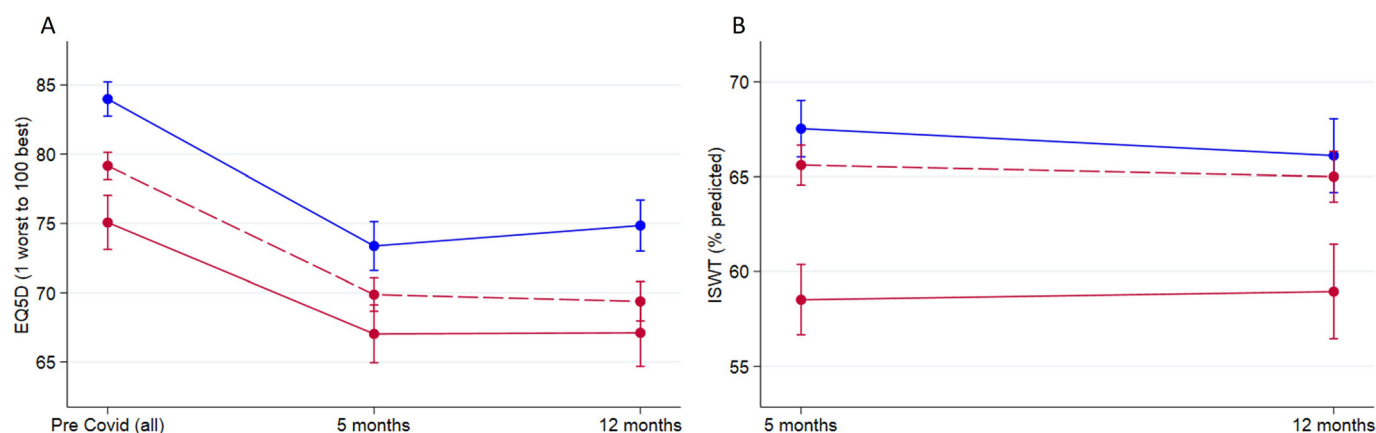 A
EQ5D (1 worst to 100 best)
85
80
75
70
65
Pre Covid (all)
5 months
12 months
B
ISWT (% predicted)
70
65
60
55
5 months
12 months